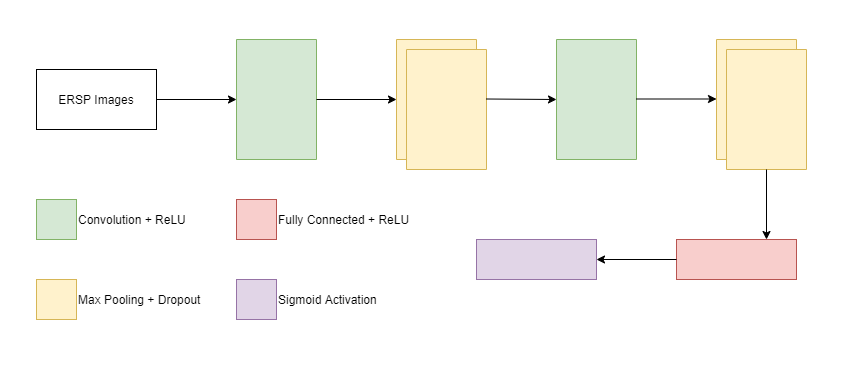 ERSP Images
Convolution + ReLU
Fully Connected + ReLU
Max Pooling + Dropout
Sigmoid Activation